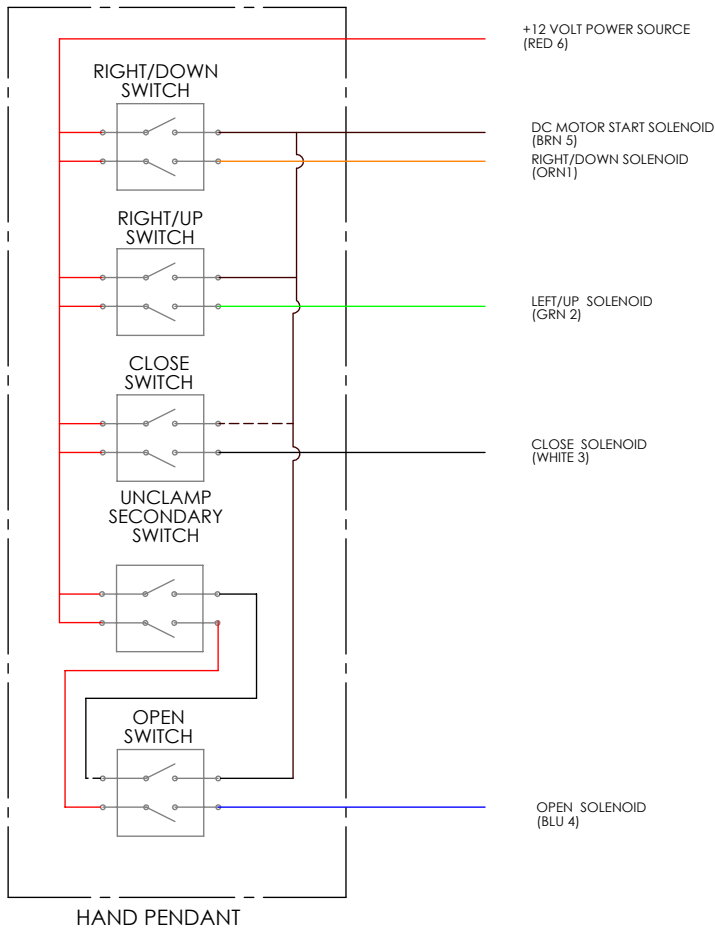 +12 VOLT POWER SOURCE
(RED 6)
RIGHT/DOWN
SWITCH
DC MOTOR START SOLENOID
(BRN 5)
RIGHT/DOWN SOLENOID
(ORN1)
RIGHT/UP
SWITCH
LEFT/UP SOLENOID
(GRN 2)
CLOSE
SWITCH
CLOSE SOLENOID
(WHITE 3)
UNCLAMP
SECONDARY
SWITCH
OPEN
SWITCH
OPEN SOLENOID
(BLU 4)
HAND PENDANT